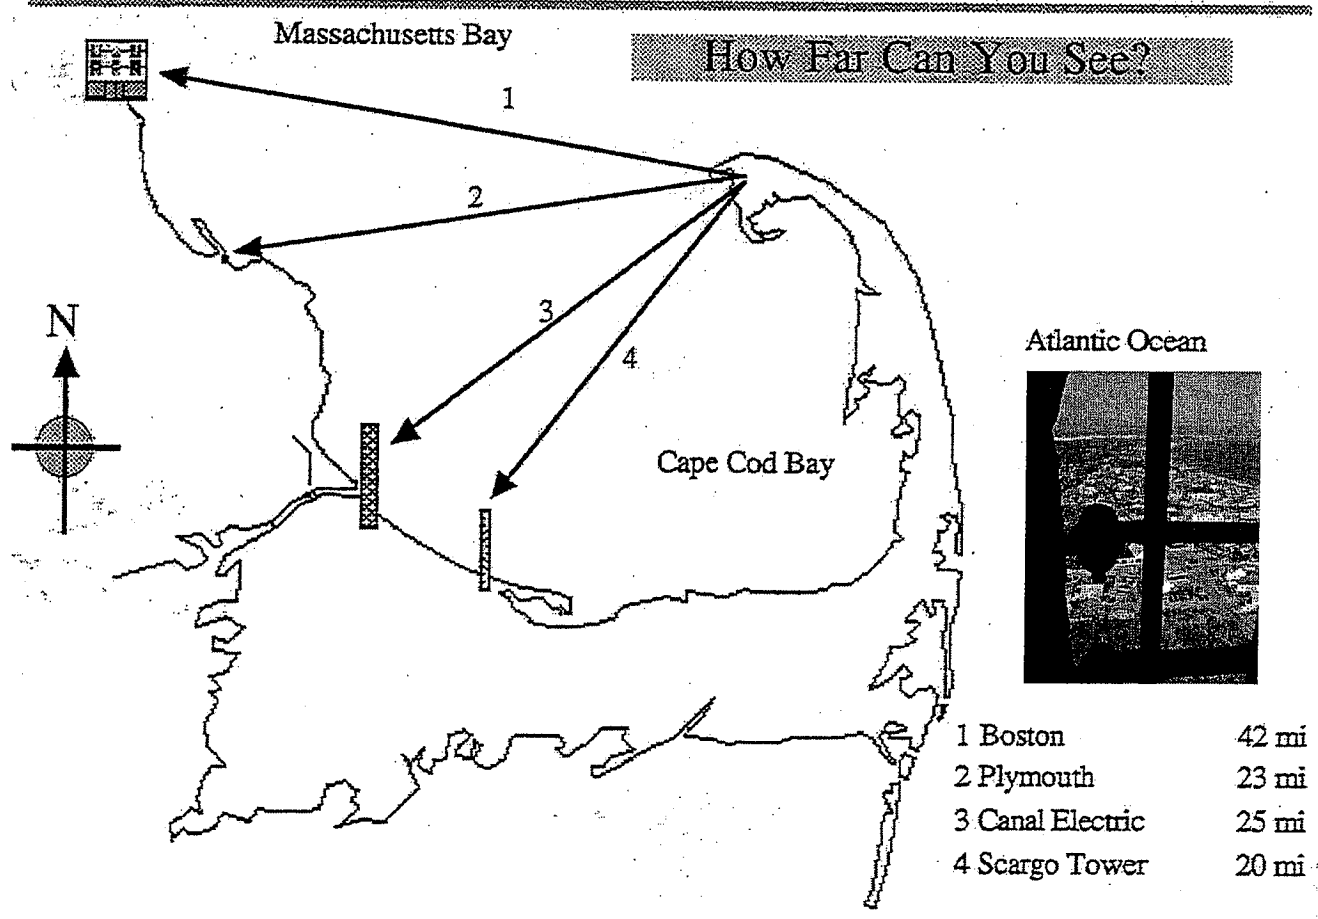 Massachusetts Bay
How Far Can You See?
1
2
N
3
4
Atlantic Ocean
Cape Cod Bay
1 Boston 42 mi
2 Plymouth 23 mi
3 Canal Electric 25 mi
4 Scargo Tower 20 mi